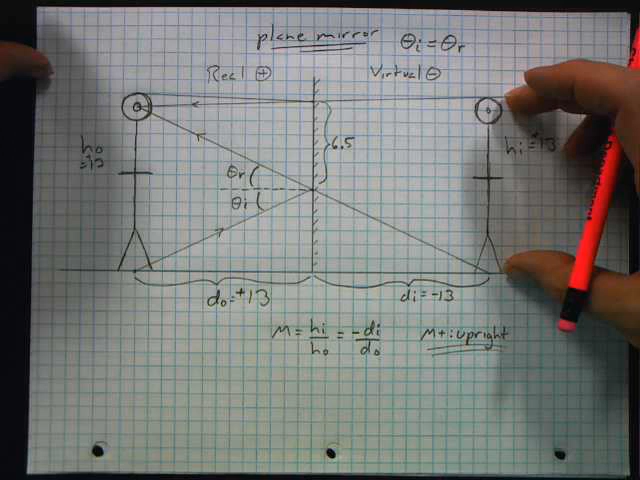 plane mirror θi = θr
Real ⊕ Virtual ⊖
6.5
ho
hi = +13
θr
θi
do = +13 di = -13
M = hi/ho = -di/do M+ : upright